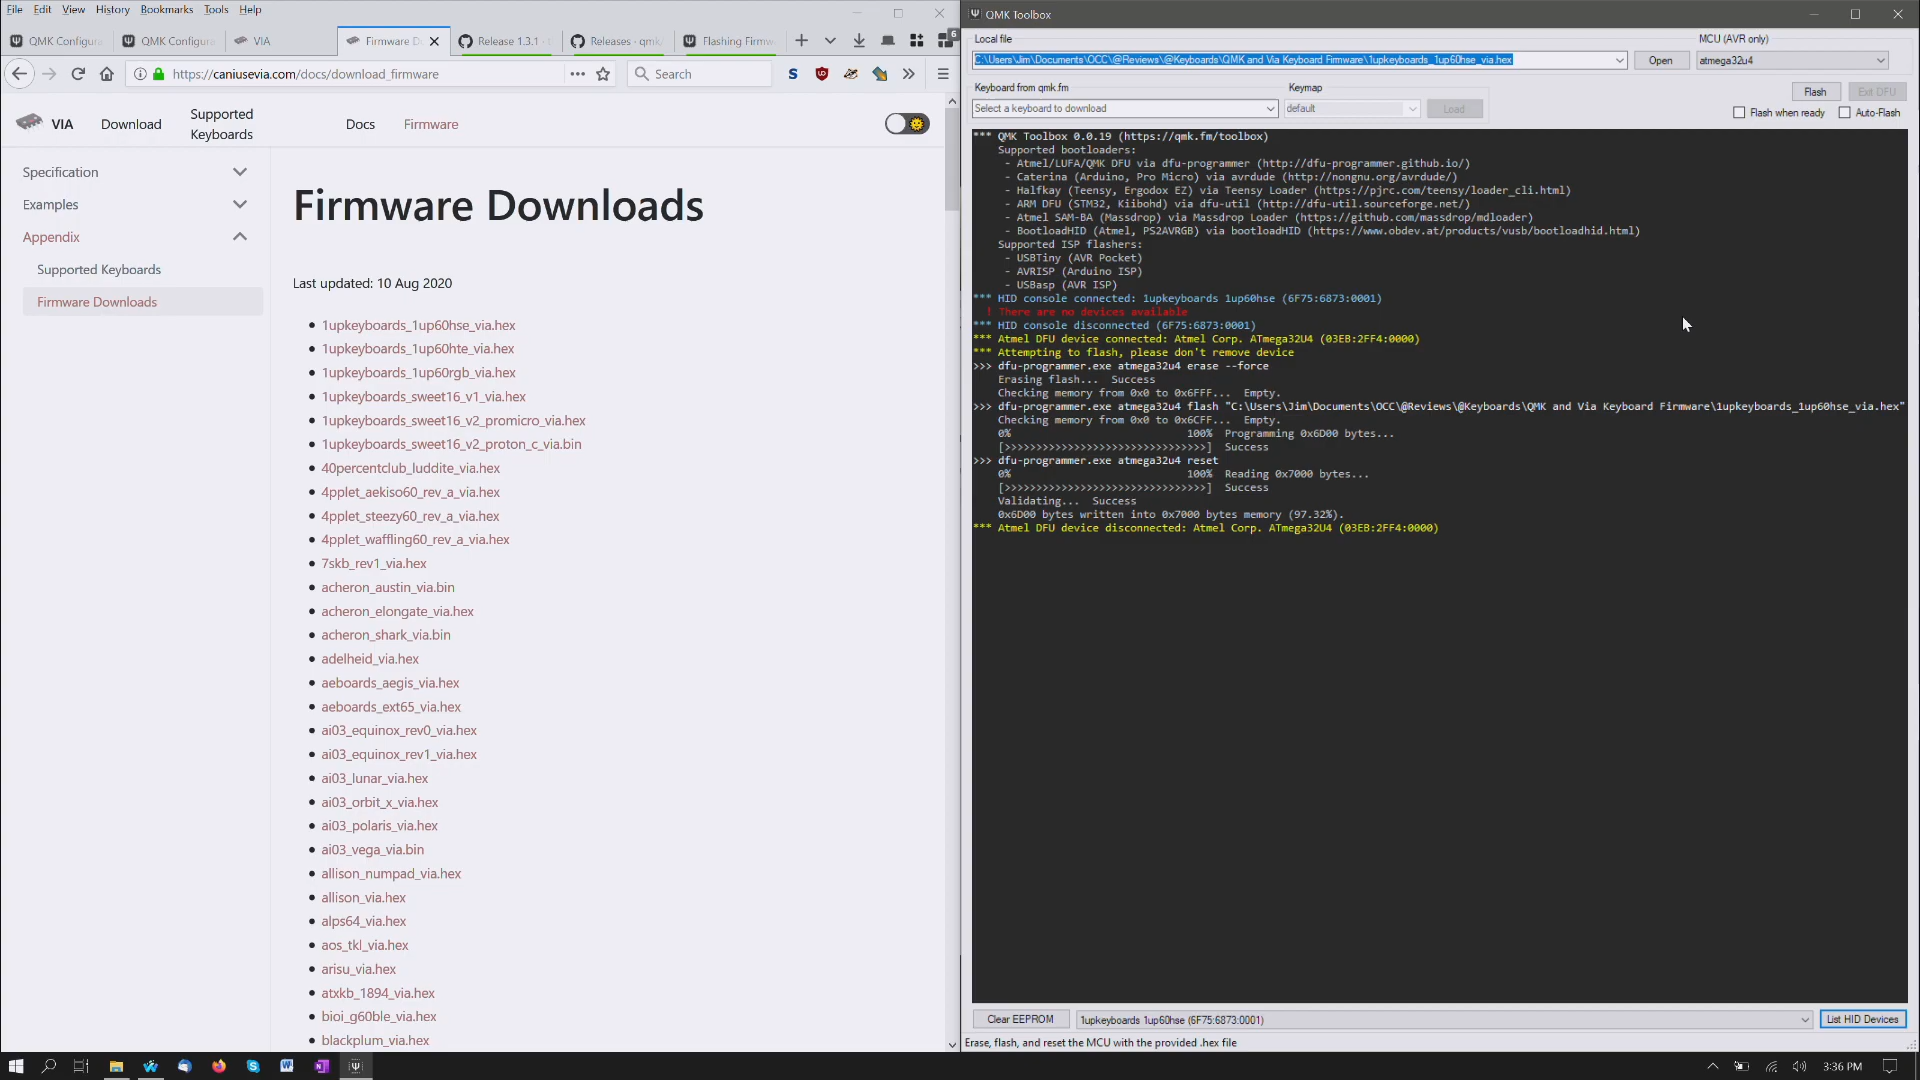 File Edit View History Bookmarks Tools Help
QMK Configura
QMK Configura
VIA
Firmware D
Release 1.3.1 ·
Releases · qmk/
Flashing Firmw
6
https://caniusevia.com/docs/download_firmware
Search
VIA
Download
Supported
Keyboards
Docs
Firmware
Specification
Examples
Appendix
Supported Keyboards
Firmware Downloads
Firmware Downloads
Last updated: 10 Aug 2020
1upkeyboards_1up60hse_via.hex
1upkeyboards_1up60hte_via.hex
1upkeyboards_1up60rgb_via.hex
1upkeyboards_sweet16_v1_via.hex
1upkeyboards_sweet16_v2_promicro_via.hex
1upkeyboards_sweet16_v2_proton_c_via.bin
40percentclub_luddite_via.hex
4pplet_aekiso60_rev_a_via.hex
4pplet_steezy60_rev_a_via.hex
4pplet_waffling60_rev_a_via.hex
7skb_rev1_via.hex
acheron_austin_via.bin
acheron_elongate_via.hex
acheron_shark_via.bin
adelheid_via.hex
aeboards_aegis_via.hex
aeboards_ext65_via.hex
ai03_equinox_rev0_via.hex
ai03_equinox_rev1_via.hex
ai03_lunar_via.hex
ai03_orbit_x_via.hex
ai03_polaris_via.hex
ai03_vega_via.bin
allison_numpad_via.hex
allison_via.hex
alps64_via.hex
aos_tkl_via.hex
arisu_via.hex
atxkb_1894_via.hex
bioi_g60ble_via.hex
blackplum_via.hex
QMK Toolbox
Local file
MCU (AVR only)
C:\Users\Jim\Documents\OCC\@Reviews\@Keyboards\QMK and Via Keyboard Firmware\1upkeyboards_1up60hse_via.hex
Open
atmega32u4
Keyboard from qmk.fm
Keymap
Flash
Exit DFU
Select a keyboard to download
default
Load
Flash when ready
Auto-Flash
*** QMK Toolbox 0.0.19 (https://qmk.fm/toolbox)
Supported bootloaders:
- Atmel/LUFA/QMK DFU via dfu-programmer (http://dfu-programmer.github.io/)
- Caterina (Arduino, Pro Micro) via avrdude (http://nongnu.org/avrdude/)
- Halfkay (Teensy, Ergodox EZ) via Teensy Loader (https://pjrc.com/teensy/loader_cli.html)
- ARM DFU (STM32, Kiibohd) via dfu-util (http://dfu-util.sourceforge.net/)
- Atmel SAM-BA (Massdrop) via Massdrop Loader (https://github.com/massdrop/mdloader)
- BootloadHID (Atmel, PS2AVRGB) via bootloadHID (https://www.obdev.at/products/vusb/bootloadhid.html)
Supported ISP flashers:
- USBTiny (AVR Pocket)
- AVRISP (Arduino ISP)
- USBasp (AVR ISP)
*** HID console connected: 1upkeyboards 1up60hse (6F75:6873:0001)
! There are no devices available
*** HID console disconnected (6F75:6873:0001)
*** Atmel DFU device connected: Atmel Corp. ATmega32U4 (03EB:2FF4:0000)
*** Attempting to flash, please don't remove device
>>> dfu-programmer.exe atmega32u4 erase --force
Erasing flash... Success
Checking memory from 0x0 to 0x6FFF... Empty.
>>> dfu-programmer.exe atmega32u4 flash "C:\Users\Jim\Documents\OCC\@Reviews\@Keyboards\QMK and Via Keyboard Firmware\1upkeyboards_1up60hse_via.hex"
Checking memory from 0x0 to 0x6CFF... Empty.
0% 100% Programming 0x6D00 bytes...
[>>>>>>>>>>>>>>>>>>>>>>>>>>>>>>>>] Success
>>> dfu-programmer.exe atmega32u4 reset
0% 100% Reading 0x7000 bytes...
[>>>>>>>>>>>>>>>>>>>>>>>>>>>>>>>>] Success
Validating... Success
0x6D00 bytes written into 0x7000 bytes memory (97.32%).
*** Atmel DFU device disconnected: Atmel Corp. ATmega32U4 (03EB:2FF4:0000)
Clear EEPROM
1upkeyboards 1up60hse (6F75:6873:0001)
List HID Devices
Erase, flash, and reset the MCU with the provided .hex file
3:36 PM